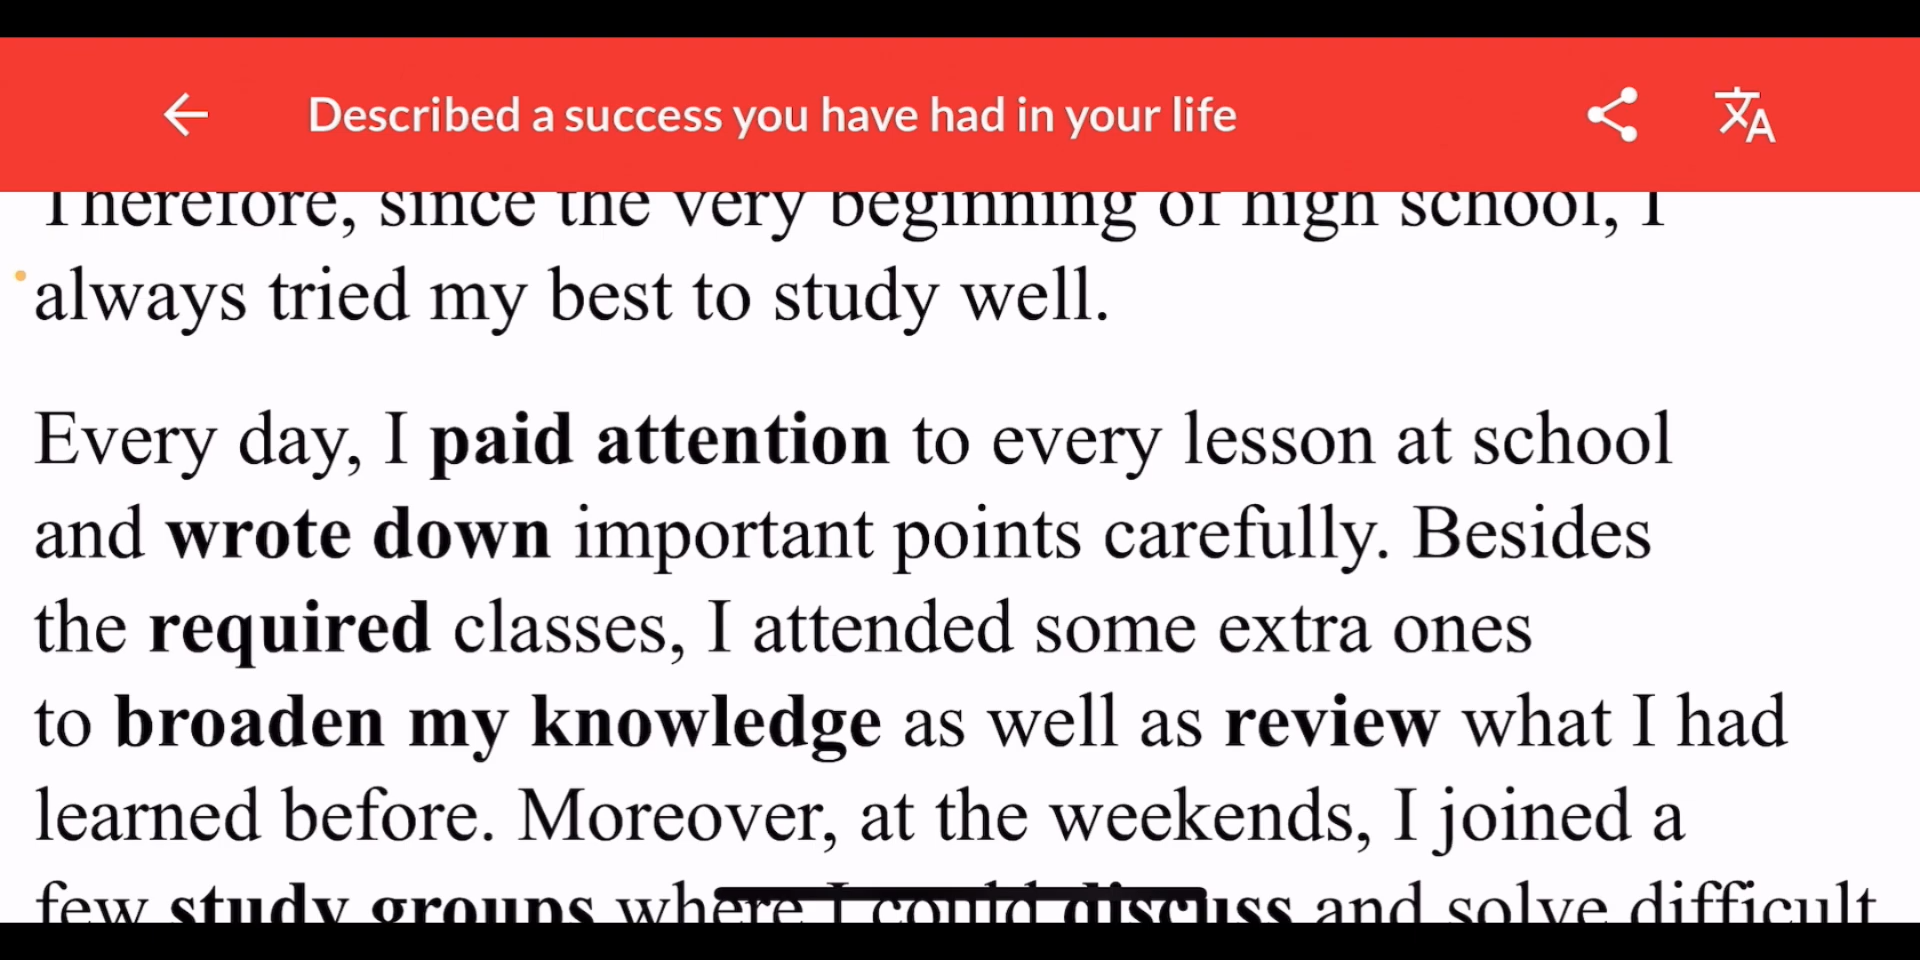 Described a success you have had in your life
Therefore, since the very beginning of high school, I
always tried my best to study well.
Every day, I paid attention to every lesson at school
and wrote down important points carefully. Besides
the required classes, I attended some extra ones
to broaden my knowledge as well as review what I had
learned before. Moreover, at the weekends, I joined a
few study groups where I could discuss and solve difficult